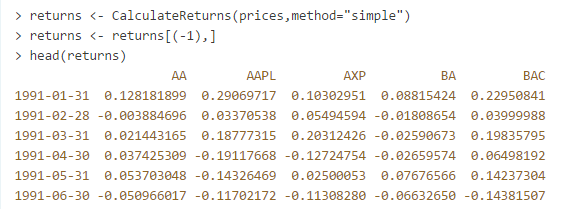 > returns <- CalculateReturns(prices,method="simple")
> returns <- returns[(-1),]
> head(returns)
AA AAPL AXP BA BAC
1991-01-31 0.128181899 0.29069717 0.10302951 0.08815424 0.22950841
1991-02-28 -0.003884696 0.03370538 0.05494594 -0.01808654 0.03999988
1991-03-31 0.021443165 0.18777315 0.20312426 -0.02590673 0.19835795
1991-04-30 0.037425309 -0.19117668 -0.12724754 -0.02659574 0.06498192
1991-05-31 0.053703048 -0.14326469 0.02500053 0.07676566 0.14237304
1991-06-30 -0.050966017 -0.11702172 -0.11308280 -0.06632650 -0.14381507